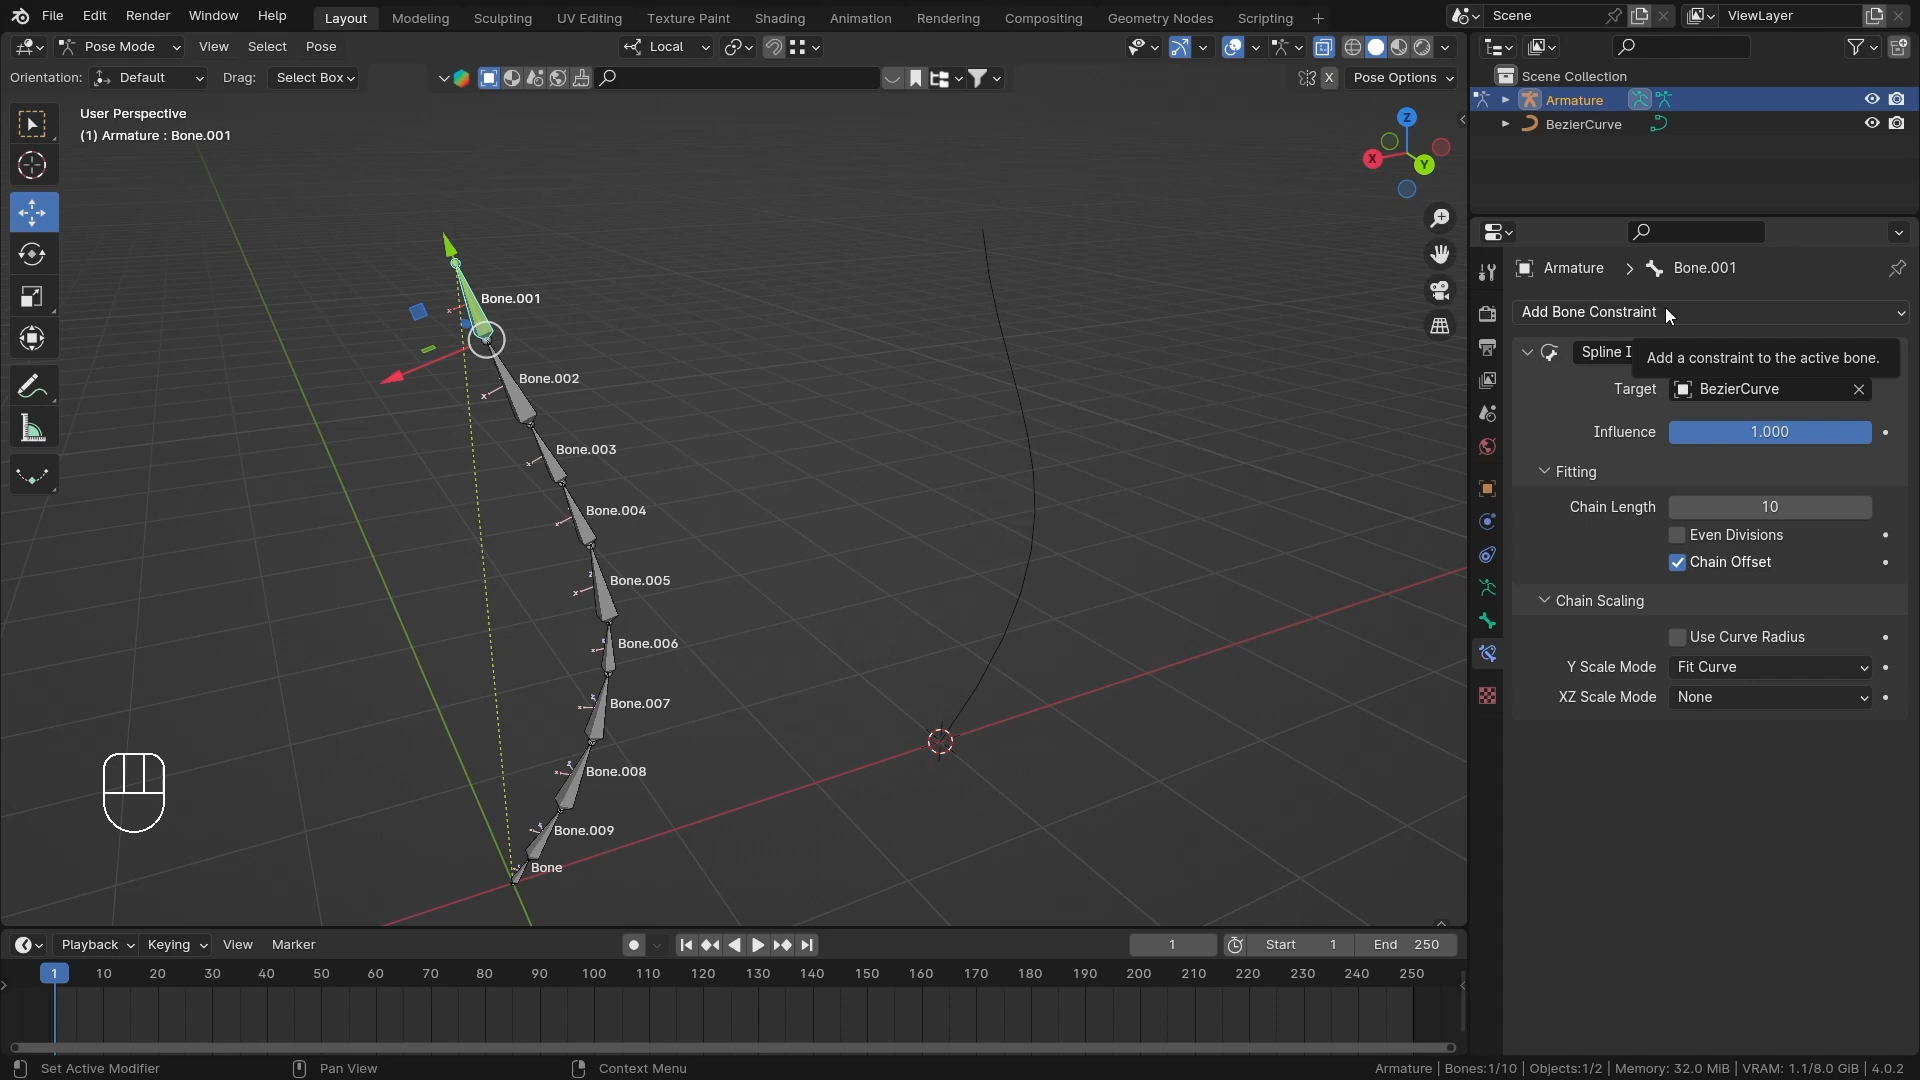 File Edit Render Window Help Layout Modeling Sculpting UV Editing Texture Paint Shading Animation Rendering Compositing Geometry Nodes Scripting + Scene ViewLayer
Pose Mode View Select Pose Local
Orientation: Default Drag: Select Box X Pose Options
User Perspective
(1) Armature : Bone.001
Z
X
Y
Bone.001
Bone.002
Bone.003
Bone.004
Bone.005
Bone.006
Bone.007
Bone.008
Bone.009
Bone
Scene Collection
Armature
BezierCurve
Armature > Bone.001
Add Bone Constraint
Spline I
Add a constraint to the active bone.
Target BezierCurve
Influence 1.000
Fitting
Chain Length 10
Even Divisions
Chain Offset
Chain Scaling
Use Curve Radius
Y Scale Mode Fit Curve
XZ Scale Mode None
Playback Keying View Marker 1 Start 1 End 250
1 10 20 30 40 50 60 70 80 90 100 110 120 130 140 150 160 170 180 190 200 210 220 230 240 250
Set Active Modifier Pan View Context Menu Armature | Bones:1/10 | Objects:1/2 | Memory: 32.0 MiB | VRAM: 1.1/8.0 GiB | 4.0.2